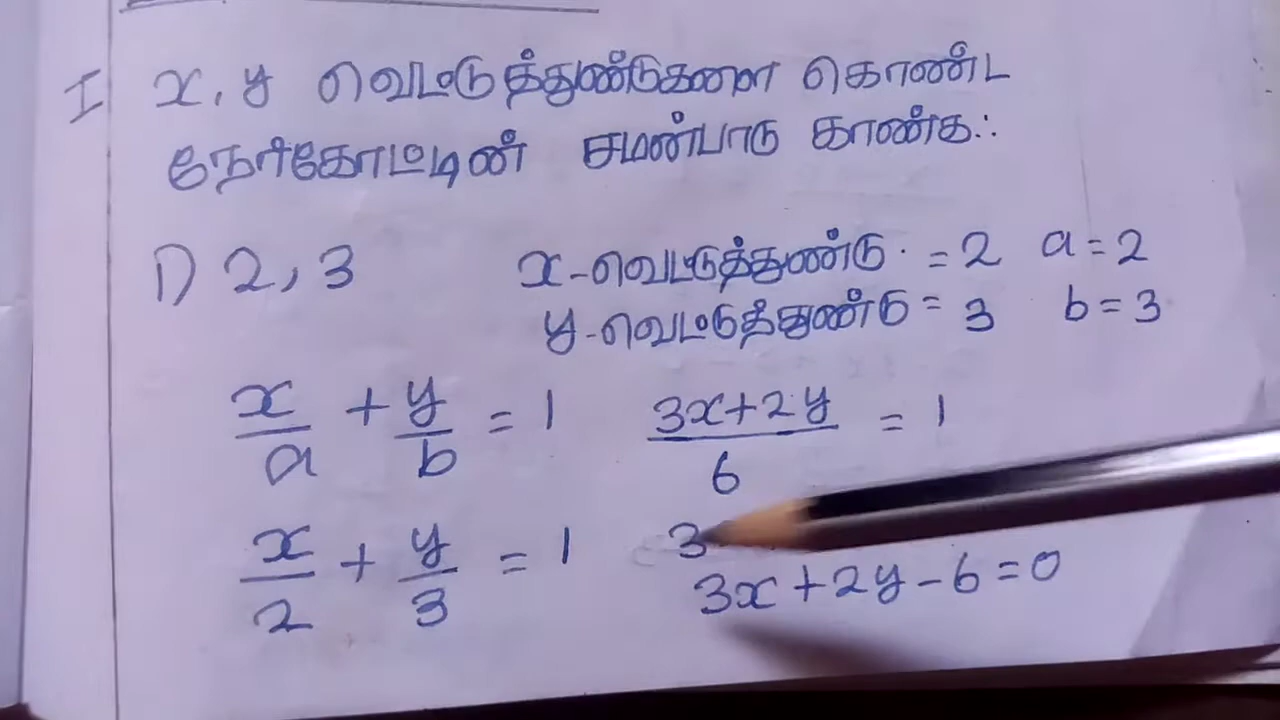 I x, y வெட்டுத்துண்டுகளை கொண்ட
நேர்கோட்டின் சமன்பாடு காண்க:
1) 2, 3
x-வெட்டுத்துண்டு = 2 a = 2
y-வெட்டுத்துண்டு = 3 b = 3
x/a + y/b = 1
x/2 + y/3 = 1
3x+2y/6 = 1
3
3x + 2y - 6 = 0